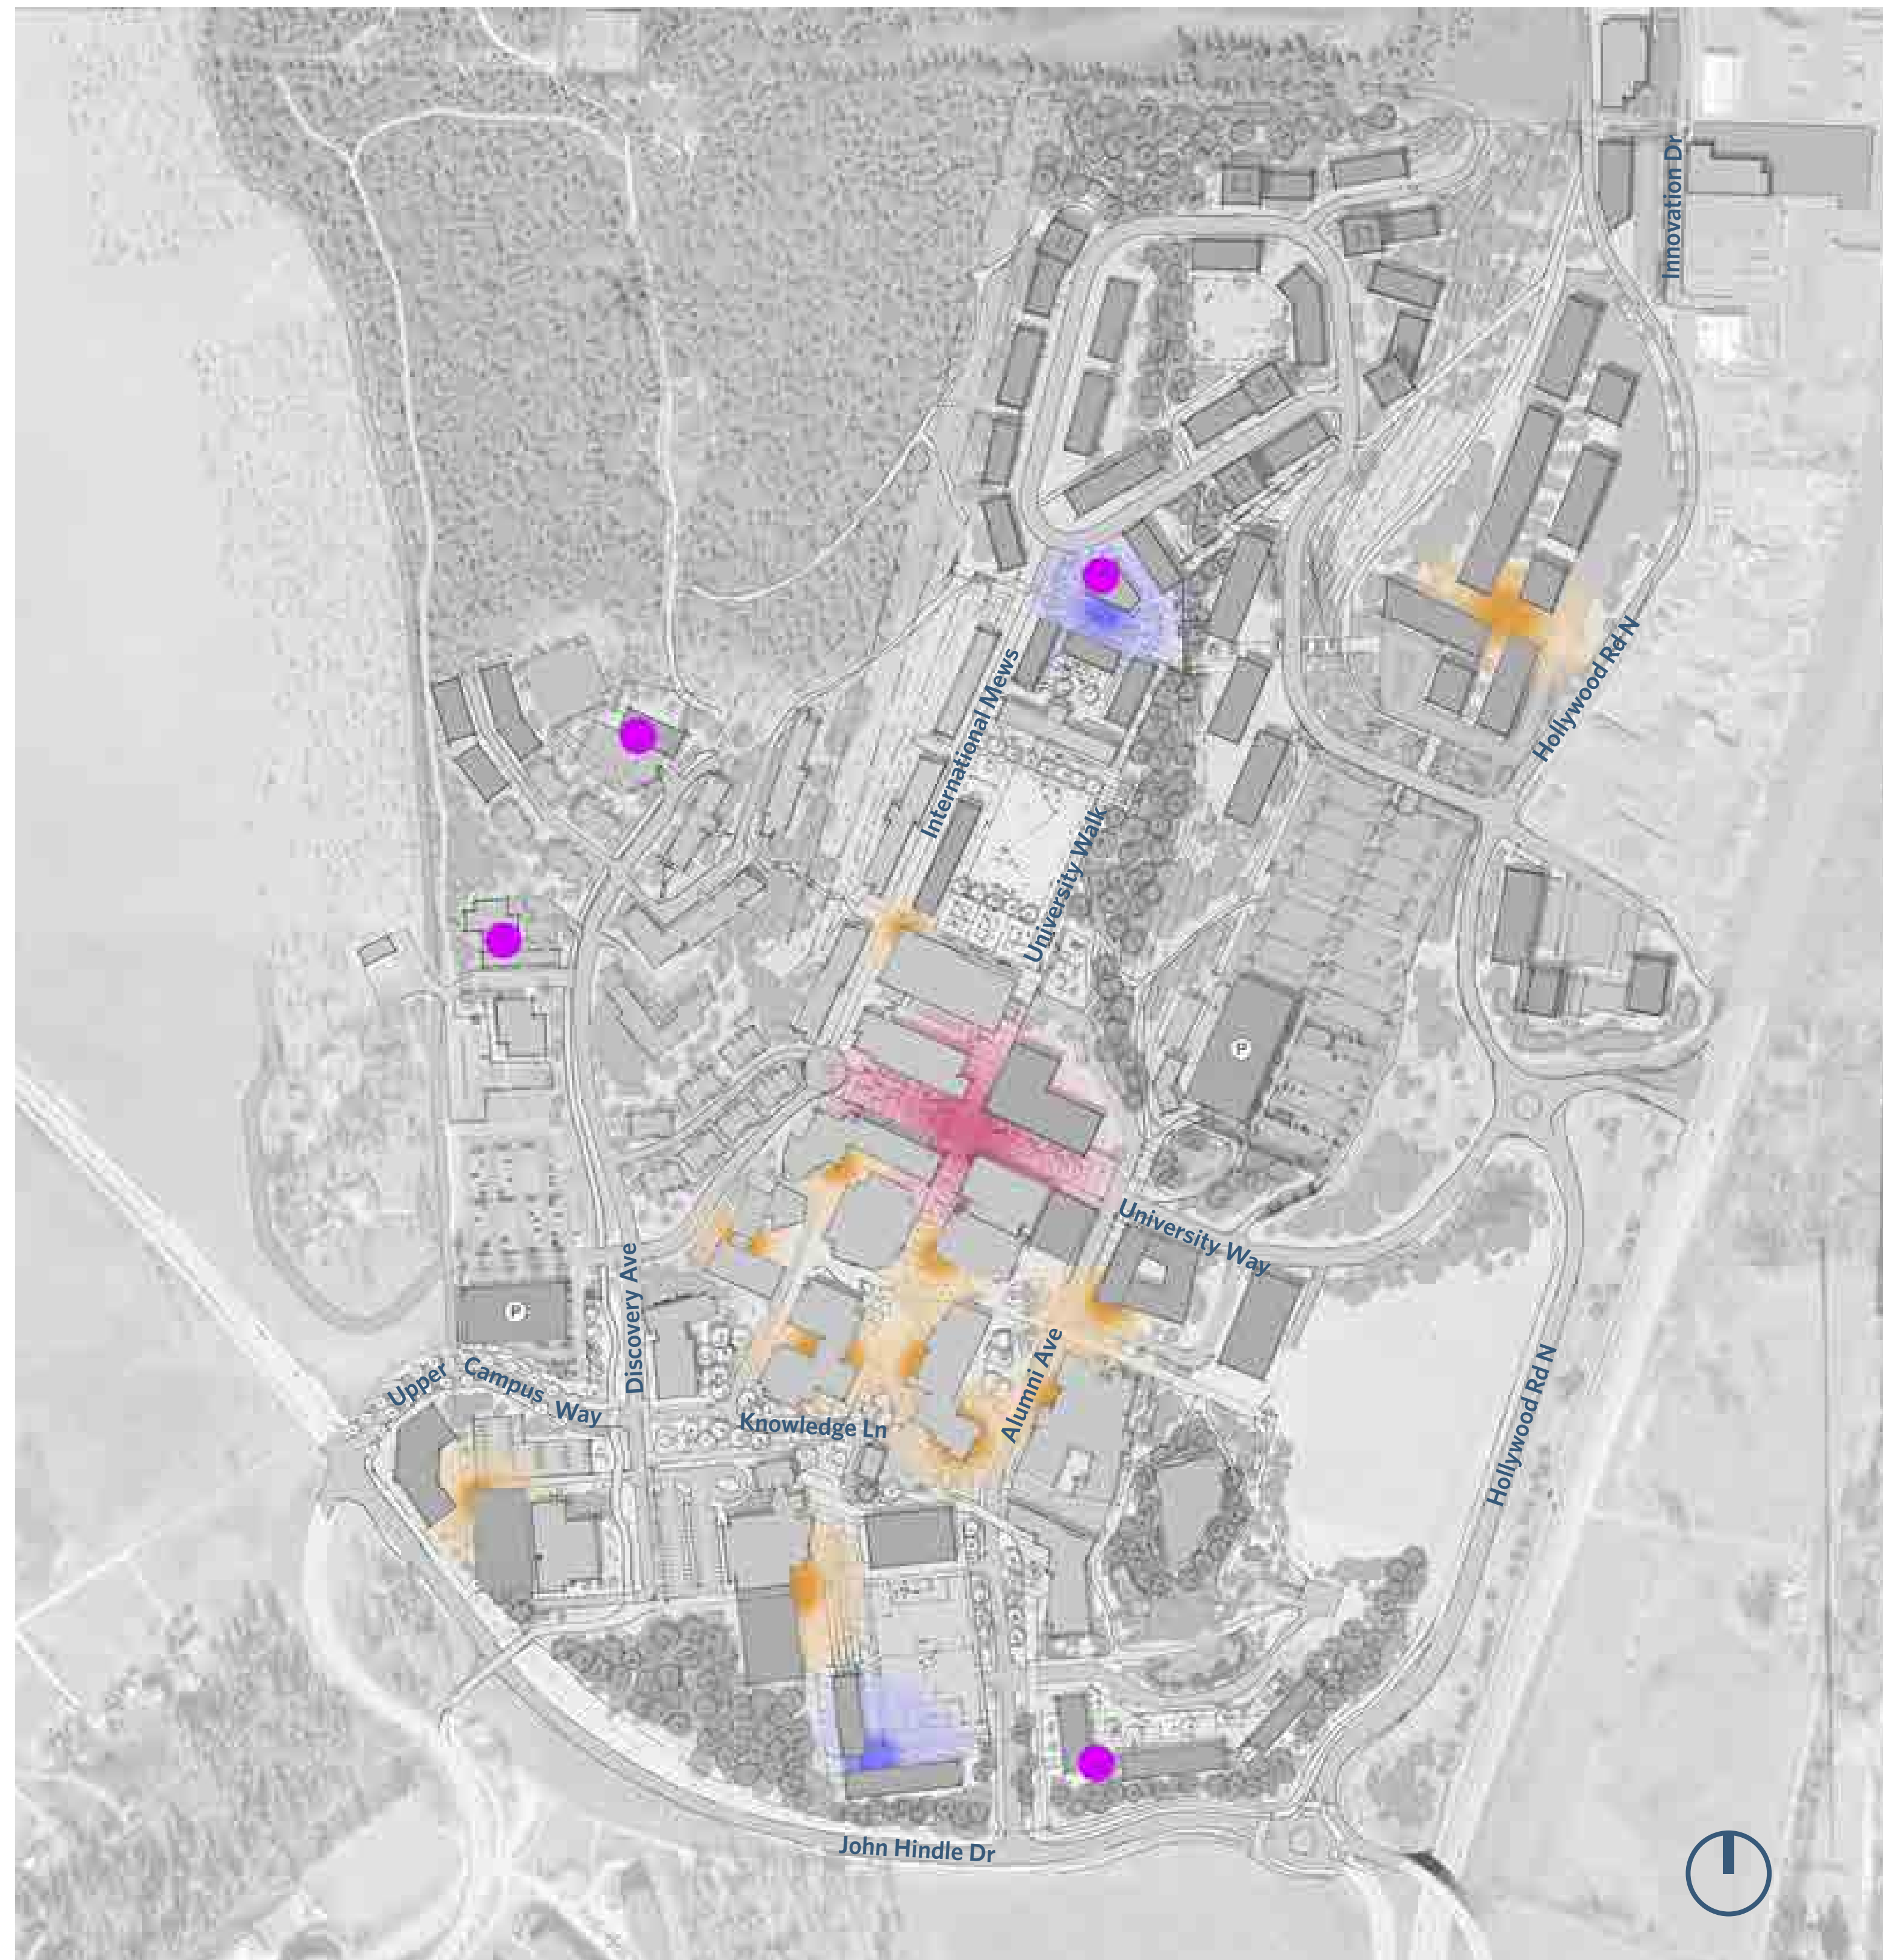 Innovation Dr
International Mews
Hollywood Rd N
University Walk
P
University Way
Discovery Ave
P
Alumni Ave
Upper Campus Way
Knowledge Ln
Hollywood Rd N
John Hindle Dr